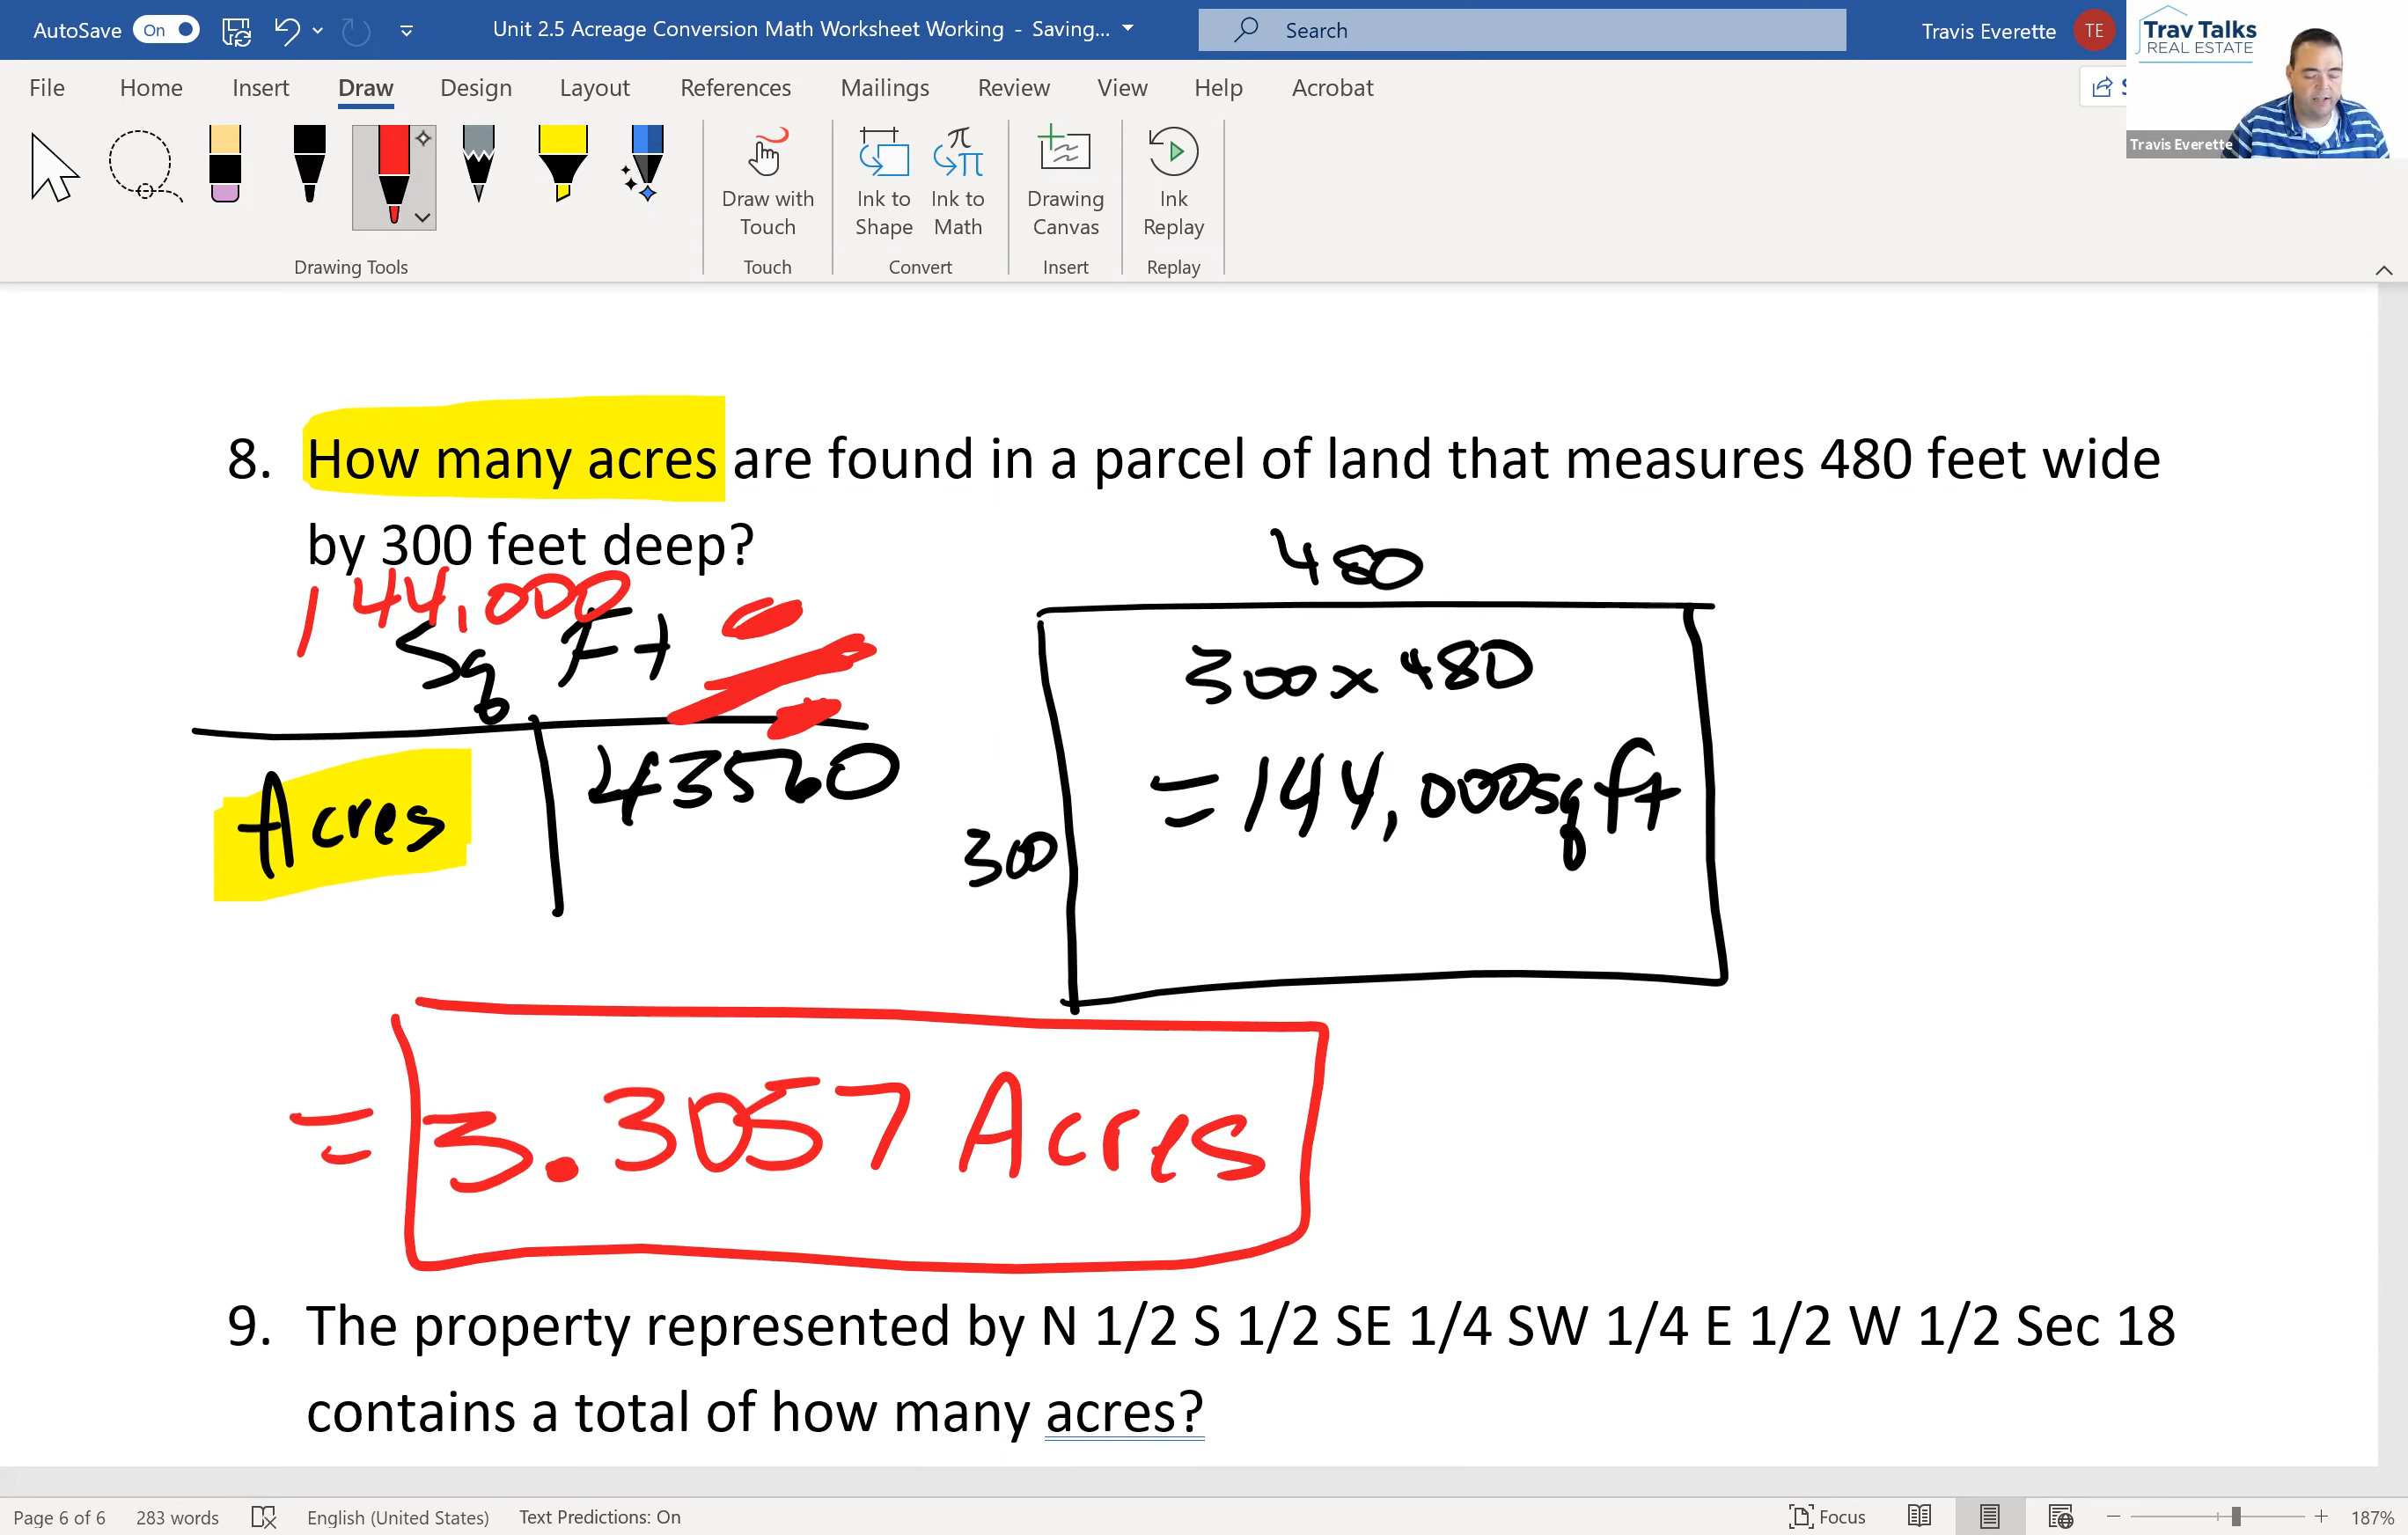 AutoSave On Unit 2.5 Acreage Conversion Math Worksheet Working - Saving... Search Travis Everette TE
Trav Talks
REAL ESTATE
Travis Everette
File Home Insert Draw Design Layout References Mailings Review View Help Acrobat
Draw with Touch Ink to Shape Ink to Math Drawing Canvas Ink Replay
Drawing Tools Touch Convert Insert Replay
8. How many acres are found in a parcel of land that measures 480 feet wide
by 300 feet deep?
144,000
Sq Ft
Acres 43560
480
300 x 480
= 144,000 sq ft
300
= 3.3057 Acres
9. The property represented by N 1/2 S 1/2 SE 1/4 SW 1/4 E 1/2 W 1/2 Sec 18
contains a total of how many acres?
Page 6 of 6 283 words English (United States) Text Predictions: On Focus 187%